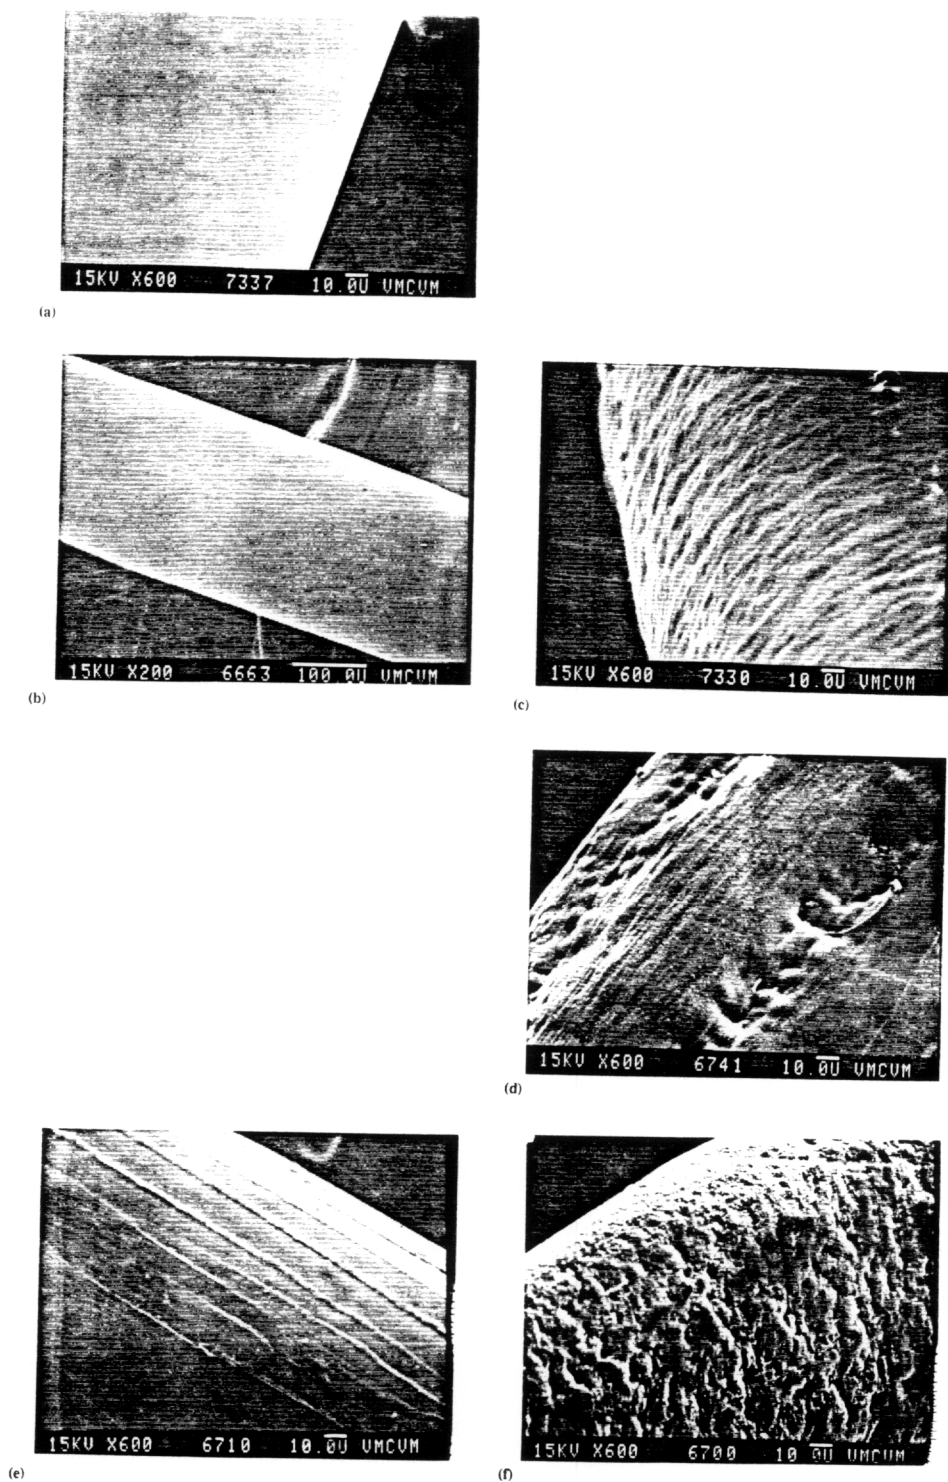 15KV X600 7337 10.0U VMCVM
(a)
15KV X200 6663 100.0U VMCVM
(b)
15KV X600 7330 10.0U VMCVM
(c)
15KV X600 6741 10.0U VMCVM
(d)
15KV X600 6710 10.0U VMCVM
(e)
15KV X600 6700 10.0U VMCVM
(f)